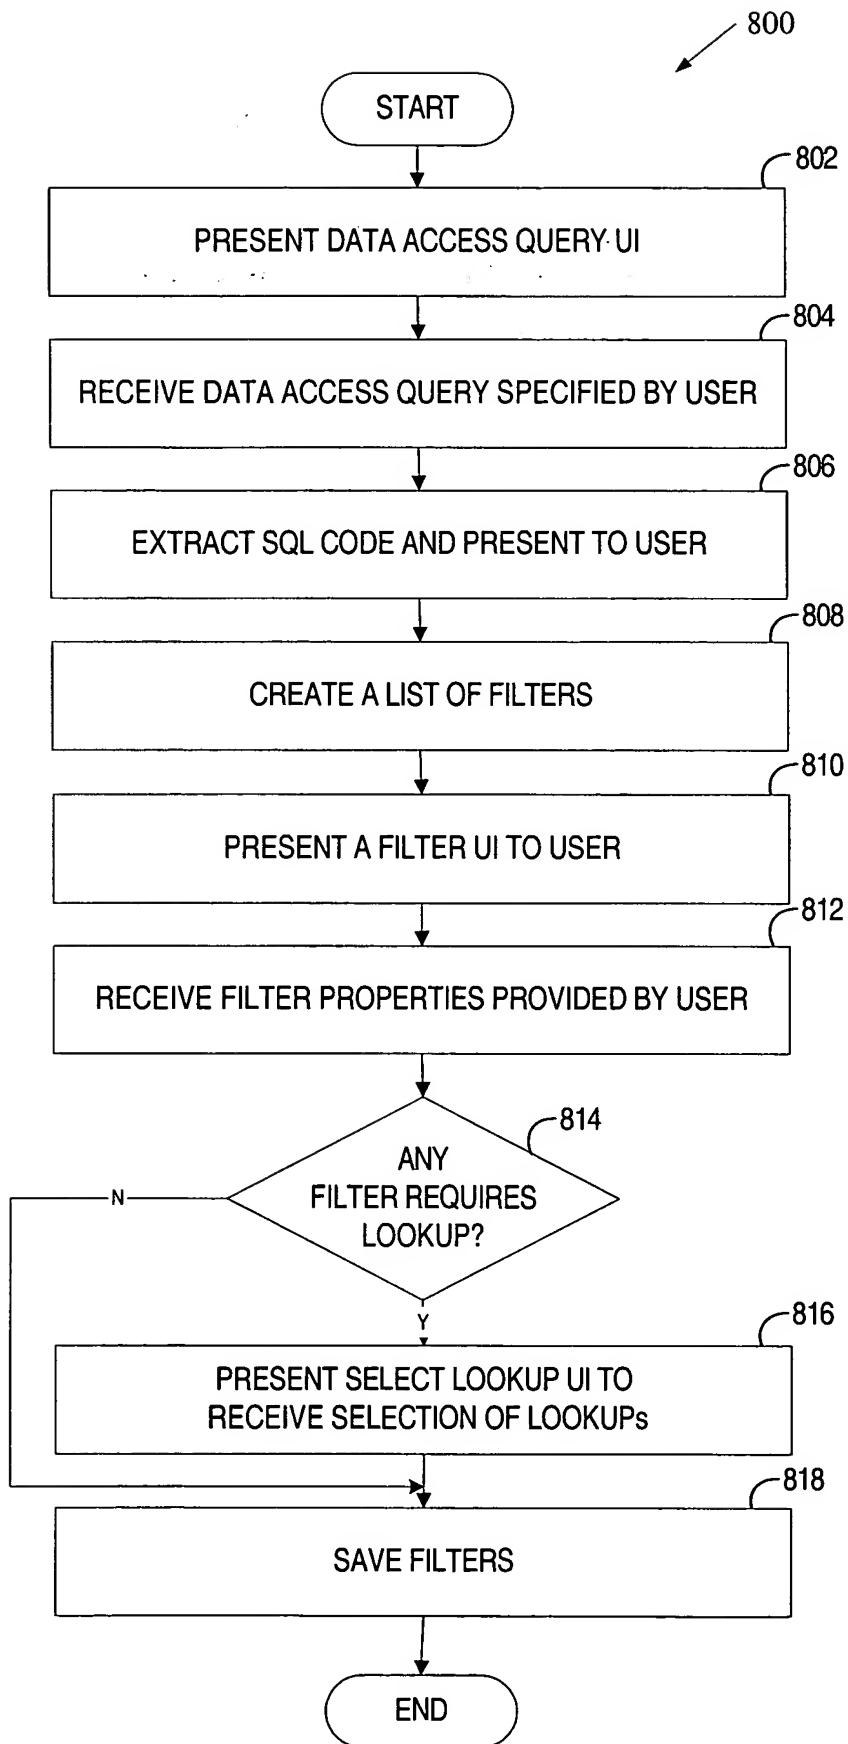 800
START
802
PRESENT DATA ACCESS QUERY UI
804
RECEIVE DATA ACCESS QUERY SPECIFIED BY USER
806
EXTRACT SQL CODE AND PRESENT TO USER
808
CREATE A LIST OF FILTERS
810
PRESENT A FILTER UI TO USER
812
RECEIVE FILTER PROPERTIES PROVIDED BY USER
814
ANY
FILTER REQUIRES
LOOKUP?
N
Y
816
PRESENT SELECT LOOKUP UI TO
RECEIVE SELECTION OF LOOKUPs
818
SAVE FILTERS
END